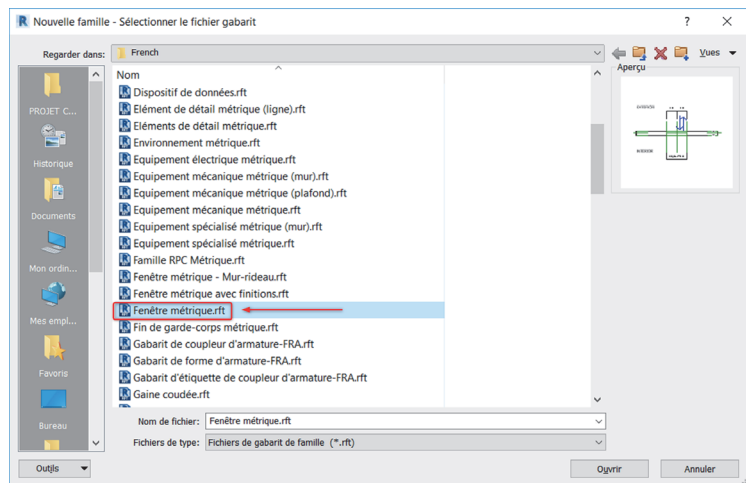 Nouvelle famille - Sélectionner le fichier gabarit
Regarder dans: French
Vues
Aperçu
Nom
Dispositif de données.rft
Elément de détail métrique (ligne).rft
Eléments de détail métrique.rft
Environnement métrique.rft
Equipement électrique métrique.rft
Equipement mécanique métrique (mur).rft
Equipement mécanique métrique (plafond).rft
Equipement mécanique métrique.rft
Equipement spécialisé métrique (mur).rft
Equipement spécialisé métrique.rft
Famille RPC Métrique.rft
Fenêtre métrique - Mur-rideau.rft
Fenêtre métrique avec finitions.rft
Fenêtre métrique.rft
Fin de garde-corps métrique.rft
Gabarit de coupleur d'armature-FRA.rft
Gabarit de forme d'armature-FRA.rft
Gabarit d'étiquette de coupleur d'armature-FRA.rft
Gaine coudée.rft
PROJET C...
Historique
Documents
Mon ordin...
Mes empl...
Favoris
Bureau
Nom de fichier: Fenêtre métrique.rft
Fichiers de type: Fichiers de gabarit de famille (*.rft)
Outils
Ouvrir
Annuler